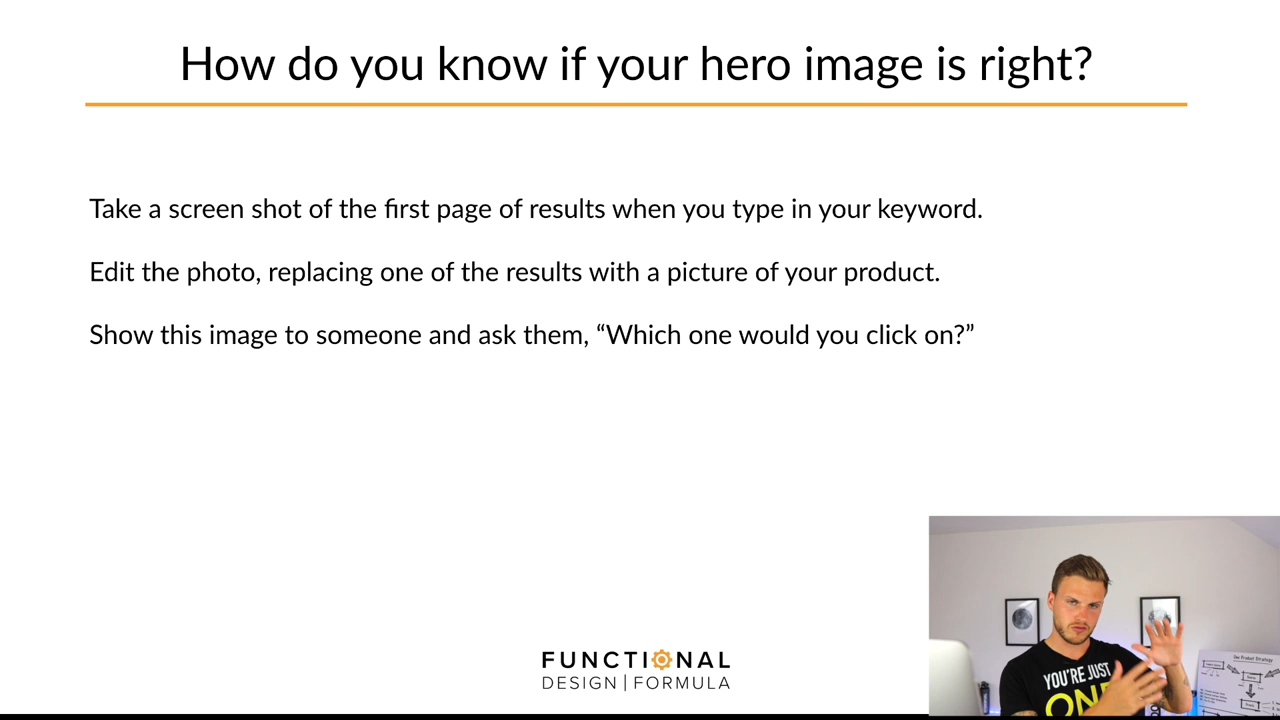 How do you know if your hero image is right?
Take a screen shot of the first page of results when you type in your keyword.
Edit the photo, replacing one of the results with a picture of your product.
Show this image to someone and ask them, “Which one would you click on?”
FUNCTIONAL
DESIGN | FORMULA
YOU'RE JUST
ONE
Product Strategy